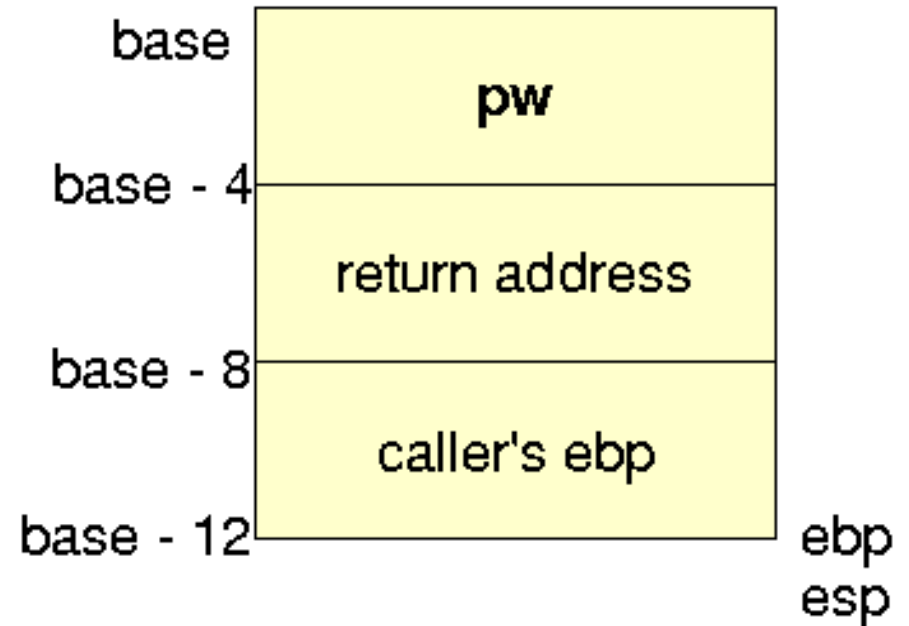 base
pw
base - 4
return address
base - 8
caller's ebp
base - 12
ebp
esp